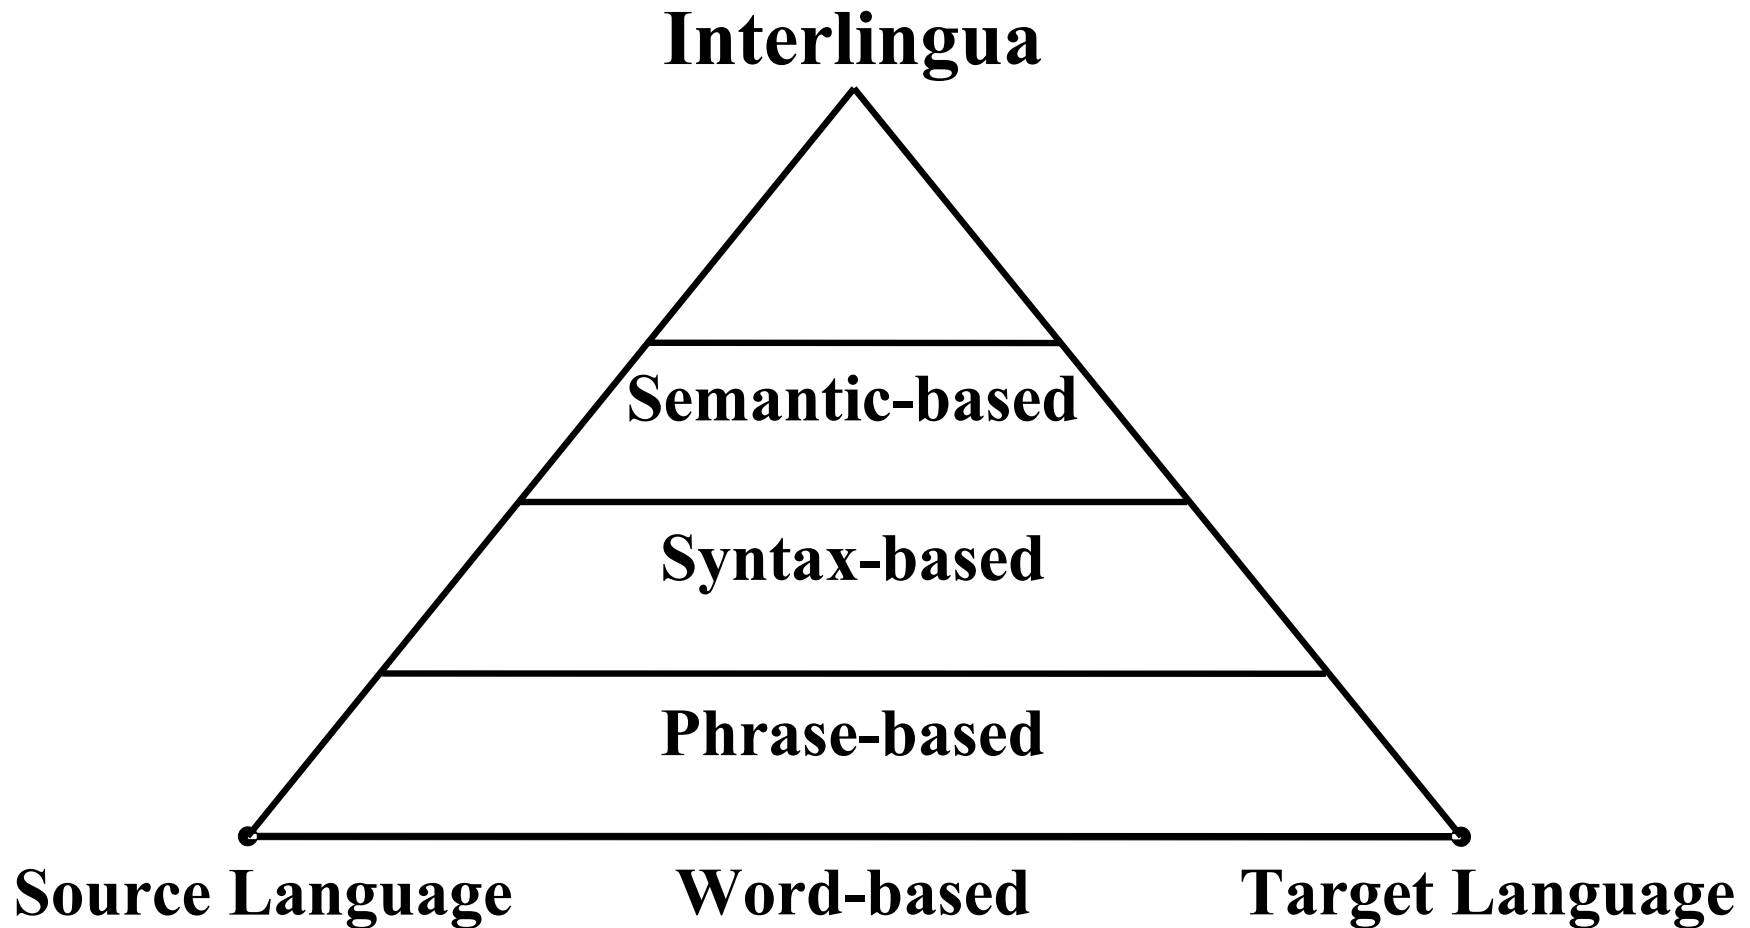 Interlingua
Semantic-based
Syntax-based
Phrase-based
Source Language Word-based Target Language